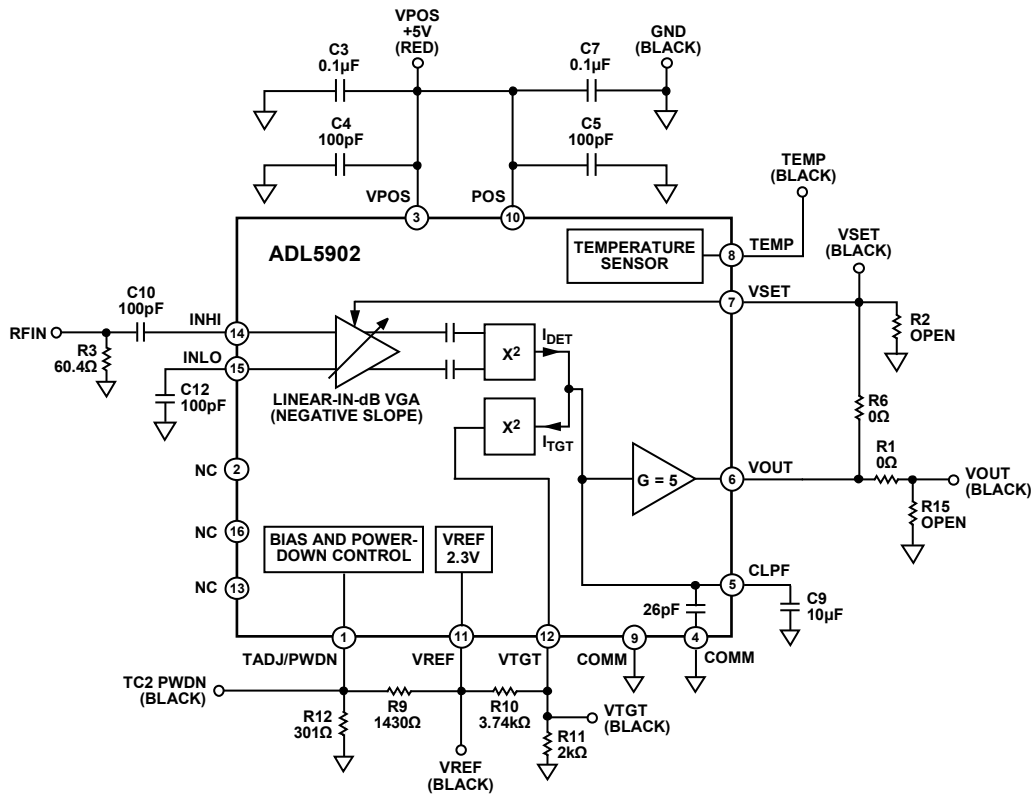 VPOS
+5V
(RED)
GND
(BLACK)
C3
0.1µF
C7
0.1µF
C4
100pF
C5
100pF
TEMP
(BLACK)
VPOS
POS
3
10
ADL5902
TEMPERATURE
SENSOR
8
TEMP
VSET
(BLACK)
7
VSET
C10
100pF
RFIN
INHI
14
R3
60.4Ω
INLO
15
C12
100pF
LINEAR-IN-dB VGA
(NEGATIVE SLOPE)
X2
IDET
X2
ITGT
R2
OPEN
R6
0Ω
R1
0Ω
G = 5
6
VOUT
VOUT
(BLACK)
R15
OPEN
NC
2
NC
16
NC
13
BIAS AND POWER-
DOWN CONTROL
VREF
2.3V
26pF
5
CLPF
C9
10µF
1
11
12
9
4
TADJ/PWDN
VREF
VTGT
COMM
COMM
TC2 PWDN
(BLACK)
R12
301Ω
R9
1430Ω
R10
3.74kΩ
VTGT
(BLACK)
R11
2kΩ
VREF
(BLACK)